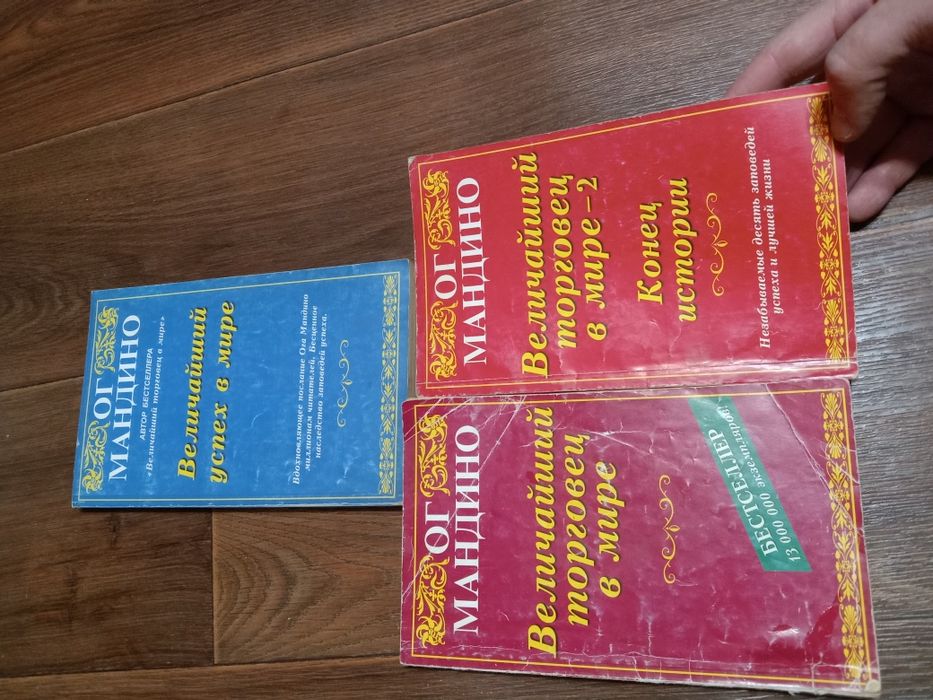 ОГ
МАНДИНО
АВТОР БЕСТСЕЛЛЕРА
«Величайший торговец в мире»
Величайший
успех в мире
Вдохновляющее послание Ога Мандино
миллионам читателей. Бесценное
наследство заповедей успеха.
ОГ
МАНДИНО
Величайший
торговец
в мире – 2
Конец
истории
Незабываемые десять заповедей
успеха и лучшей жизни
ОГ
МАНДИНО
Величайший
торговец
в мире
БЕСТСЕЛЛЕР
13 000 000 экземпляров!